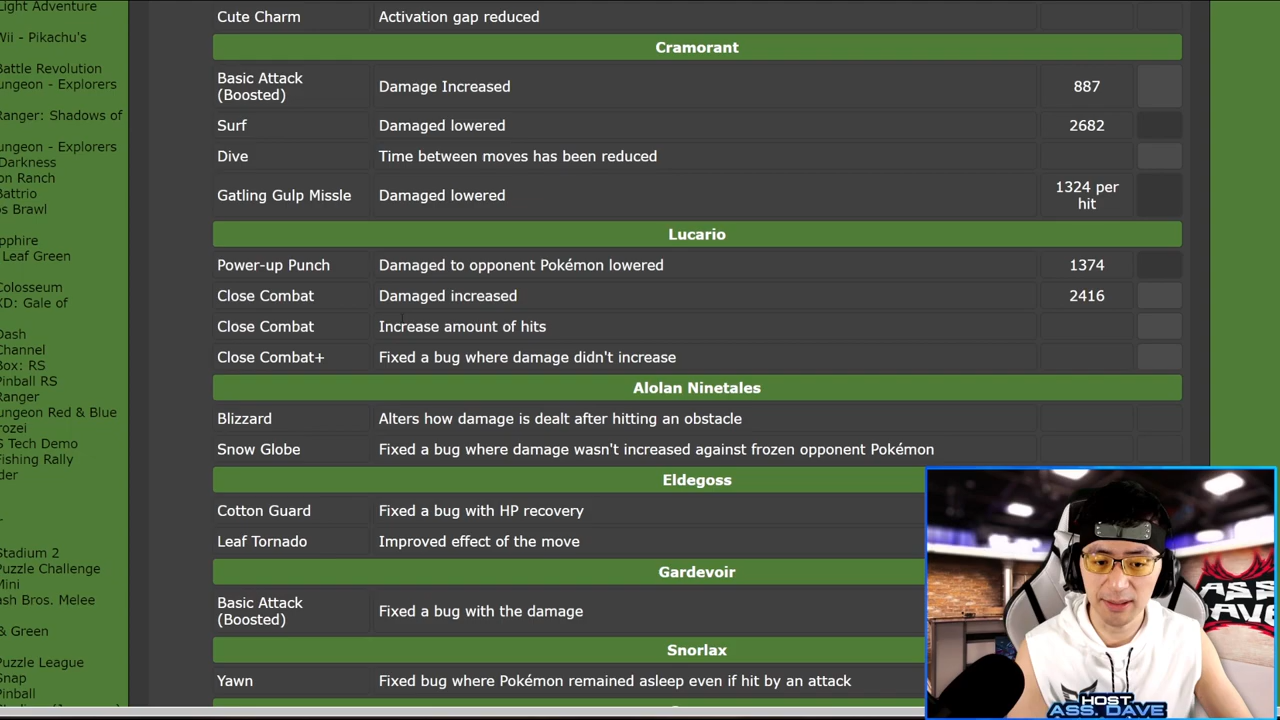 Light Adventure
Cute Charm Activation gap reduced
Wii - Pikachu's
Cramorant
Battle Revolution
ungeon - Explorers
Basic Attack (Boosted) Damage Increased 887
Ranger: Shadows of
Surf Damaged lowered 2682
ungeon - Explorers
Darkness
Dive Time between moves has been reduced
on Ranch
Battrio
Gatling Gulp Missle Damaged lowered 1324 per hit
os Brawl
Lucario
pphire
Leaf Green
Power-up Punch Damaged to opponent Pokémon lowered 1374
Colosseum
Close Combat Damaged increased 2416
XD: Gale of
Close Combat Increase amount of hits
Dash
Channel
Close Combat+ Fixed a bug where damage didn't increase
Box: RS
Pinball RS
Alolan Ninetales
Ranger
ungeon Red & Blue
Blizzard Alters how damage is dealt after hitting an obstacle
rozei
S Tech Demo
Snow Globe Fixed a bug where damage wasn't increased against frozen opponent Pokémon
Fishing Rally
der
Eldegoss
Cotton Guard Fixed a bug with HP recovery
Leaf Tornado Improved effect of the move
Stadium 2
Puzzle Challenge
Gardevoir
Mini
ash Bros. Melee
Basic Attack (Boosted) Fixed a bug with the damage
& Green
Snorlax
Puzzle League
Snap
Yawn Fixed bug where Pokémon remained asleep even if hit by an attack
Pinball
ASS
DAVE
HOST
ASS. DAVE